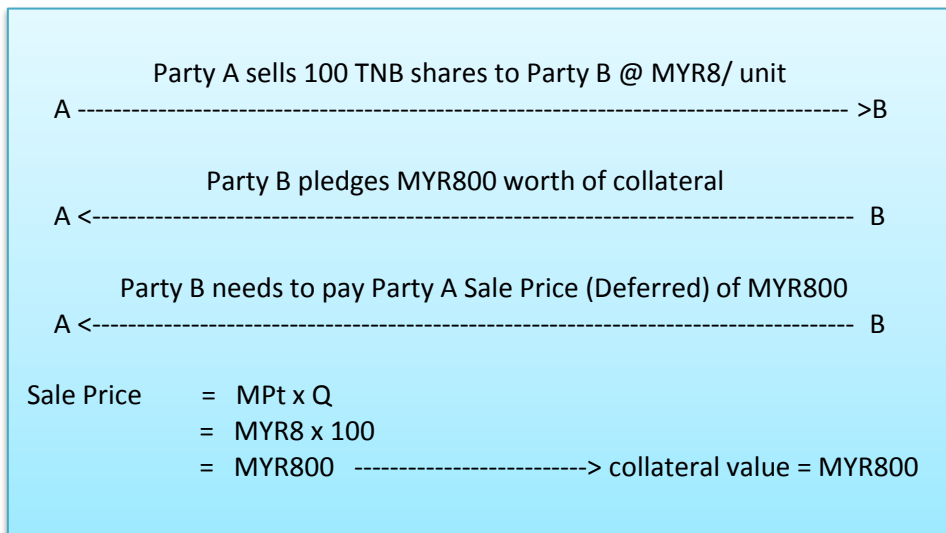 Party A sells 100 TNB shares to Party B @ MYR8/ unit
A -------------------------------------------------------------------------------------- >B
Party B pledges MYR800 worth of collateral
A <-------------------------------------------------------------------------------------- B
Party B needs to pay Party A Sale Price (Deferred) of MYR800
A <-------------------------------------------------------------------------------------- B
Sale Price = MPt x Q
= MYR8 x 100
= MYR800 --------------------------> collateral value = MYR800